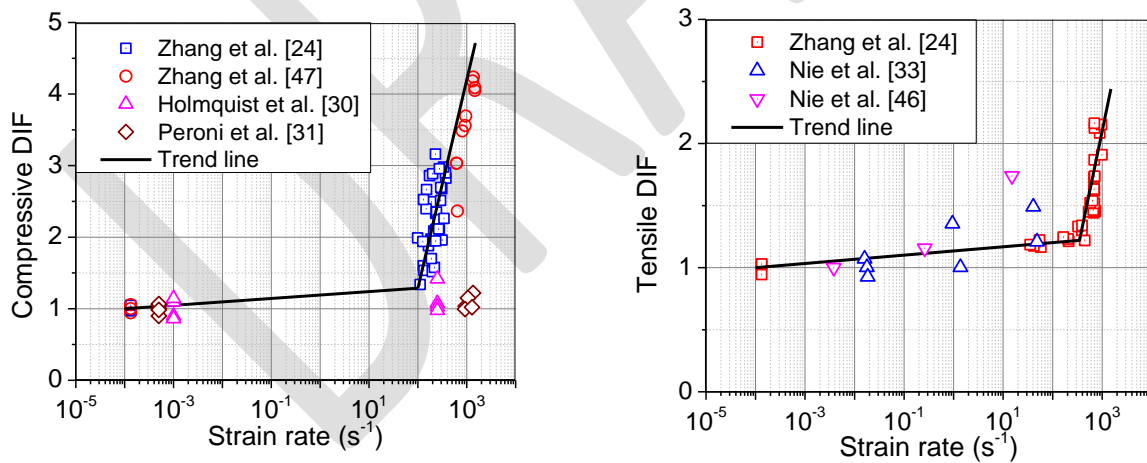 5
4
3
2
1
0
Compressive DIF
Zhang et al. [24]
Zhang et al. [47]
Holmquist et al. [30]
Peroni et al. [31]
Trend line
10⁻⁵ 10⁻³ 10⁻¹ 10¹ 10³
Strain rate (s⁻¹)
3
2
1
0
Tensile DIF
Zhang et al. [24]
Nie et al. [33]
Nie et al. [46]
Trend line
10⁻⁵ 10⁻³ 10⁻¹ 10¹ 10³
Strain rate (s⁻¹)